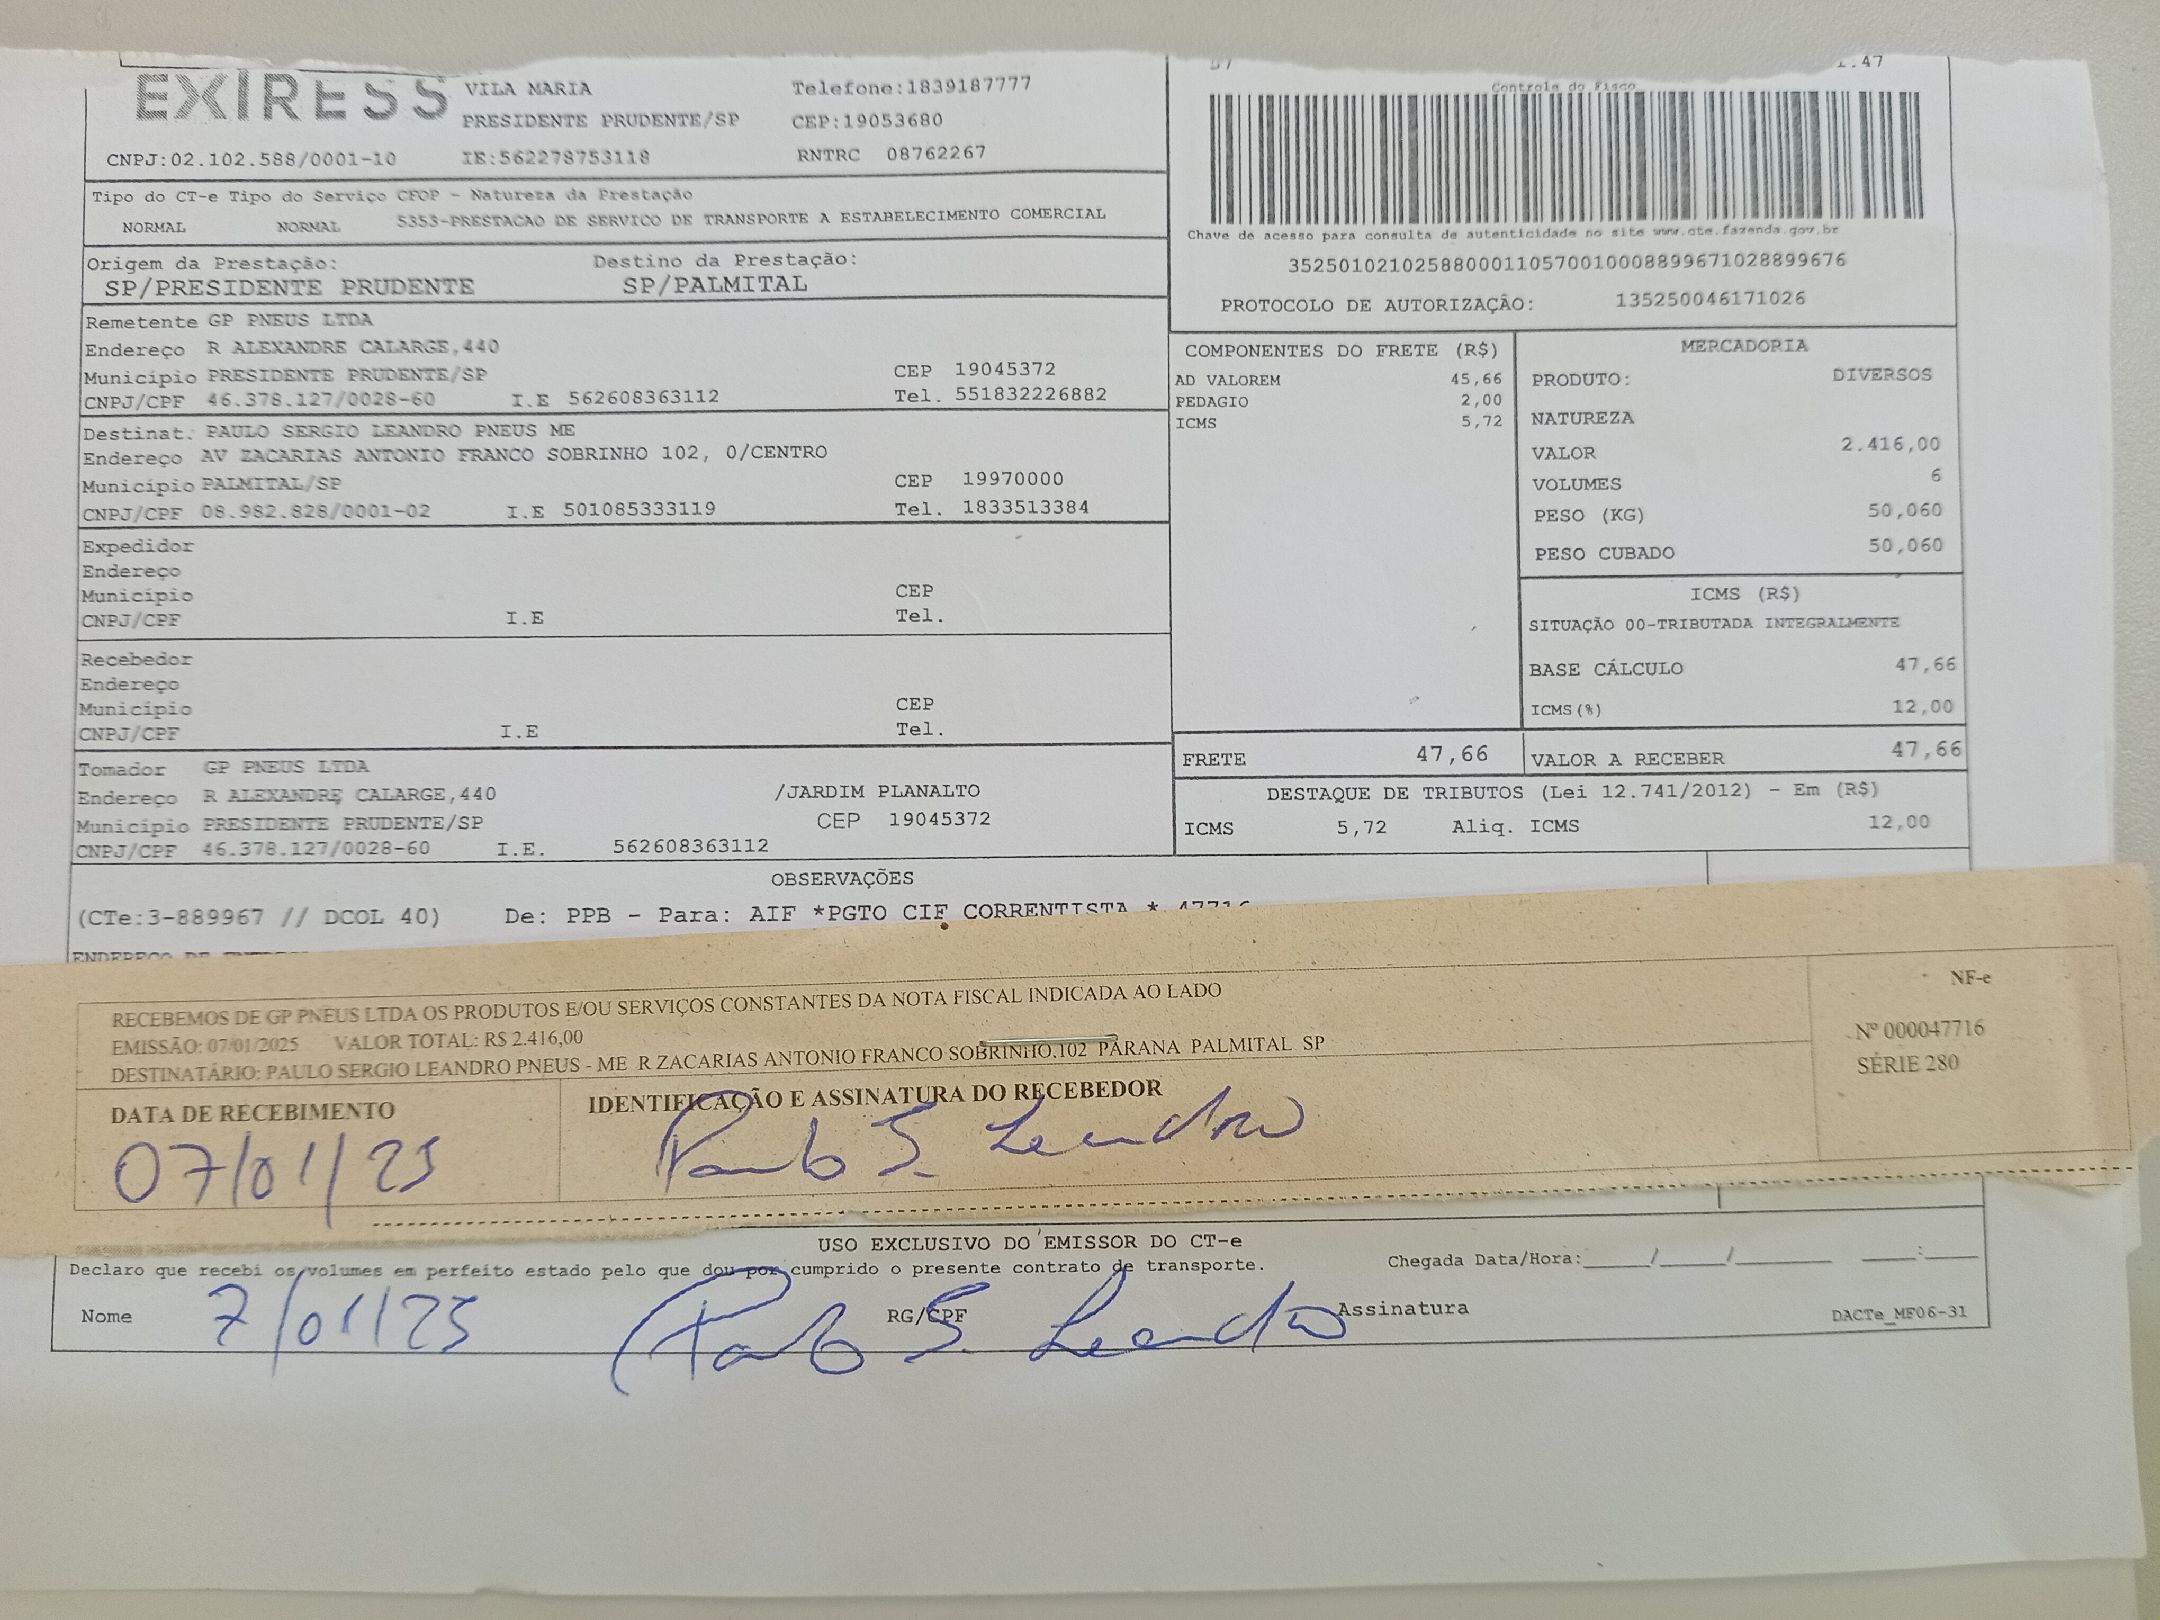 EXPRESS
VILA MARIA Telefone:1839187777
PRESIDENTE PRUDENTE/SP CEP:19053680
CNPJ:02.102.588/0001-10 IE:562278753118 RNTRC 08762267
Tipo do CT-e Tipo do Serviço CFOP - Natureza da Prestação
NORMAL NORMAL 5353-PRESTACAO DE SERVICO DE TRANSPORTE A ESTABELECIMENTO COMERCIAL
Origem da Prestação: Destino da Prestação:
SP/PRESIDENTE PRUDENTE SP/PALMITAL
Controle do Fisco
Chave de acesso para consulta de autenticidade no site www.cte.fazenda.gov.br
35250102102588000110570010008899671028899676
PROTOCOLO DE AUTORIZAÇÃO: 135250046171026
Remetente GP PNEUS LTDA
Endereço R ALEXANDRE CALARGE,440
Município PRESIDENTE PRUDENTE/SP CEP 19045372
CNPJ/CPF 46.378.127/0028-60 I.E 562608363112 Tel. 551832226882
Destinat. PAULO SERGIO LEANDRO PNEUS ME
Endereço AV ZACARIAS ANTONIO FRANCO SOBRINHO 102, 0/CENTRO
Município PALMITAL/SP CEP 19970000
CNPJ/CPF 08.982.828/0001-02 I.E 501085333119 Tel. 1833513384
Expedidor
Endereço
Município CEP
CNPJ/CPF I.E Tel.
Recebedor
Endereço
Município CEP
CNPJ/CPF I.E Tel.
Tomador GP PNEUS LTDA
Endereço R ALEXANDRE CALARGE,440 /JARDIM PLANALTO
Município PRESIDENTE PRUDENTE/SP CEP 19045372
CNPJ/CPF 46.378.127/0028-60 I.E. 562608363112
COMPONENTES DO FRETE (R$)
AD VALOREM 45,66
PEDAGIO 2,00
ICMS 5,72
MERCADORIA
PRODUTO: DIVERSOS
NATUREZA
VALOR 2.416,00
VOLUMES 6
PESO (KG) 50,060
PESO CUBADO 50,060
ICMS (R$)
SITUAÇÃO 00-TRIBUTADA INTEGRALMENTE
BASE CÁLCULO 47,66
ICMS(%) 12,00
FRETE 47,66 VALOR A RECEBER 47,66
DESTAQUE DE TRIBUTOS (Lei 12.741/2012) - Em (R$)
ICMS 5,72 Aliq. ICMS 12,00
OBSERVAÇÕES
(CTe:3-889967 // DCOL 40) De: PPB - Para: AIF *PGTO CIF CORRENTISTA * 47716
RECEBEMOS DE GP PNEUS LTDA OS PRODUTOS E/OU SERVIÇOS CONSTANTES DA NOTA FISCAL INDICADA AO LADO
EMISSÃO: 07/01/2025 VALOR TOTAL: R$ 2.416,00
DESTINATÁRIO: PAULO SERGIO LEANDRO PNEUS - ME R ZACARIAS ANTONIO FRANCO SOBRINHO,102 PARANA PALMITAL SP
NF-e
Nº 000047716
SÉRIE 280
DATA DE RECEBIMENTO IDENTIFICAÇÃO E ASSINATURA DO RECEBEDOR
07/01/25 Paulo S. Leandro
USO EXCLUSIVO DO EMISSOR DO CT-e
Declaro que recebi os volumes em perfeito estado pelo que dou por cumprido o presente contrato de transporte. Chegada Data/Hora:____/____/______ ____:____
Nome 7/01/25 RG/CPF Assinatura DACTe_MF06-31
Paulo S. Leandro